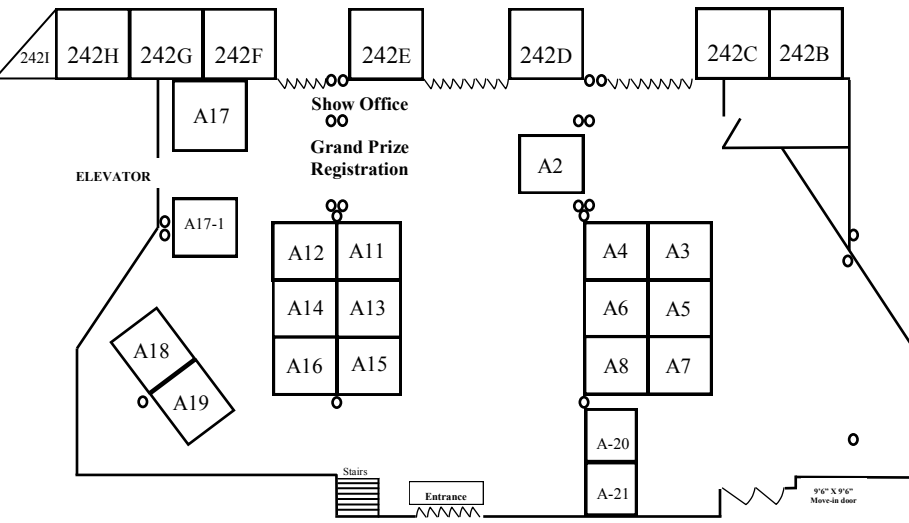 242I
242H
242G
242F
242E
242D
242C
242B
Show Office
A17
Grand Prize
Registration
A2
ELEVATOR
A17-1
A12
A11
A4
A3
A14
A13
A6
A5
A18
A16
A15
A8
A7
A19
A-20
Stairs
Entrance
A-21
9'6" X 9'6"
Move-in door